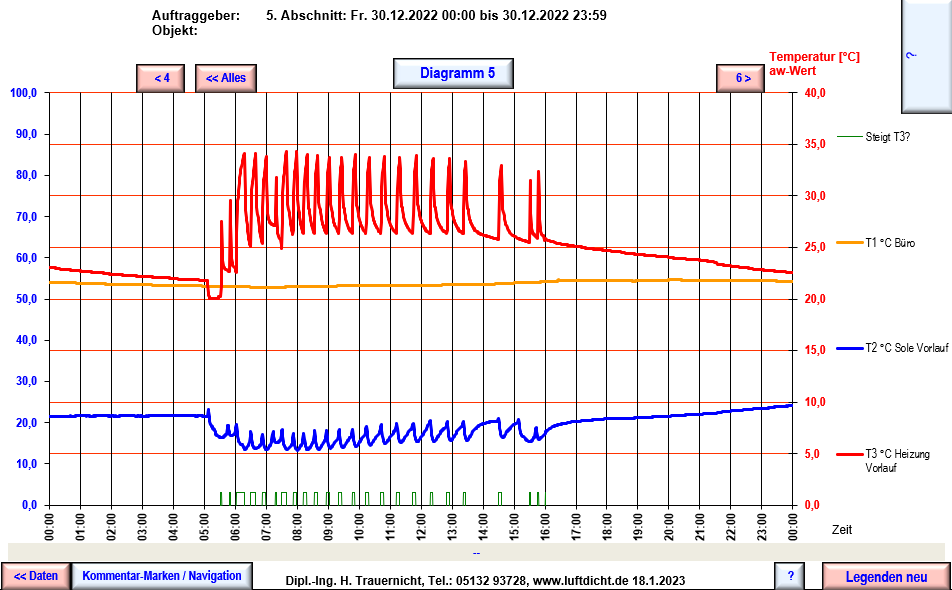 Auftraggeber: 5. Abschnitt: Fr. 30.12.2022 00:00 bis 30.12.2022 23:59
Objekt:
?
< 4
<< Alles
Diagramm 5
6 >
Temperatur [°C]
aw-Wert
100,0
90,0
80,0
70,0
60,0
50,0
40,0
30,0
20,0
10,0
0,0
40,0
35,0
30,0
25,0
20,0
15,0
10,0
5,0
0,0
Steigt T3?
T1 °C Büro
T2 °C Sole Vorlauf
T3 °C Heizung
Vorlauf
00:00 01:00 02:00 03:00 04:00 05:00 06:00 07:00 08:00 09:00 10:00 11:00 12:00 13:00 14:00 15:00 16:00 17:00 18:00 19:00 20:00 21:00 22:00 23:00 00:00
Zeit
--
<< Daten
Kommentar-Marken / Navigation
Dipl.-Ing. H. Trauernicht, Tel.: 05132 93728, www.luftdicht.de 18.1.2023
?
Legenden neu